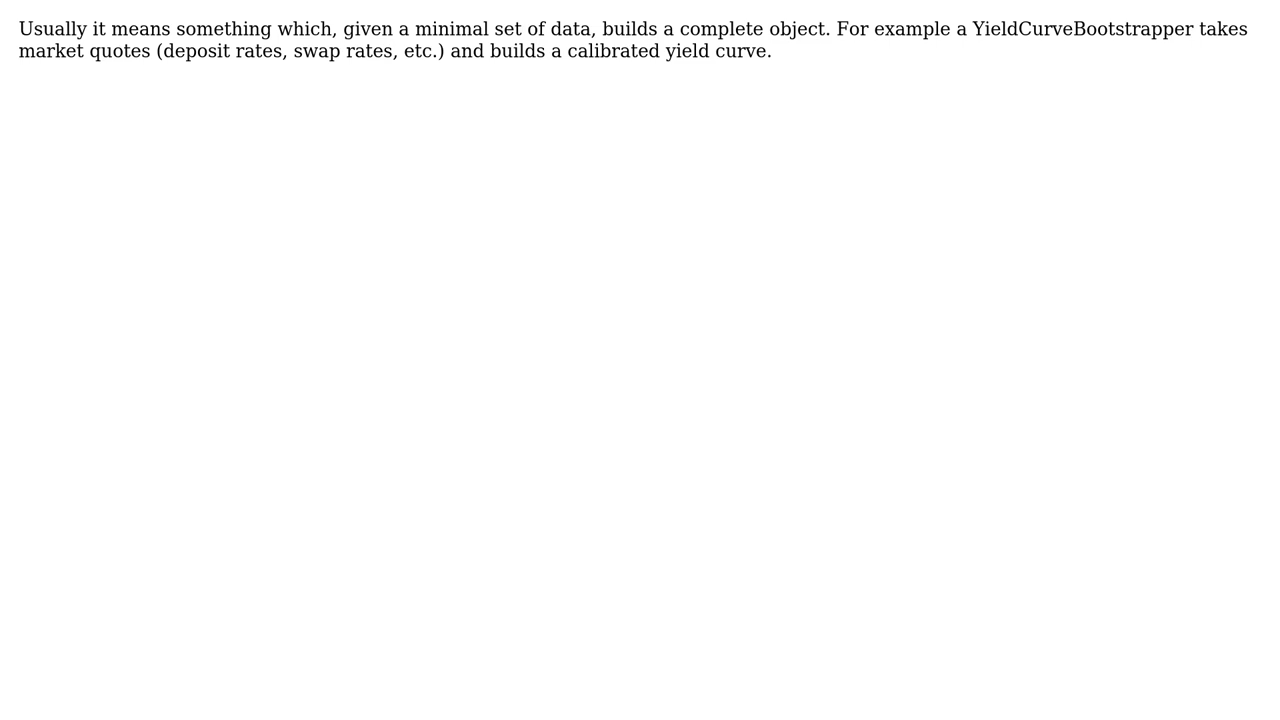 Usually it means something which, given a minimal set of data, builds a complete object. For example a YieldCurveBootstrapper takes
market quotes (deposit rates, swap rates, etc.) and builds a calibrated yield curve.